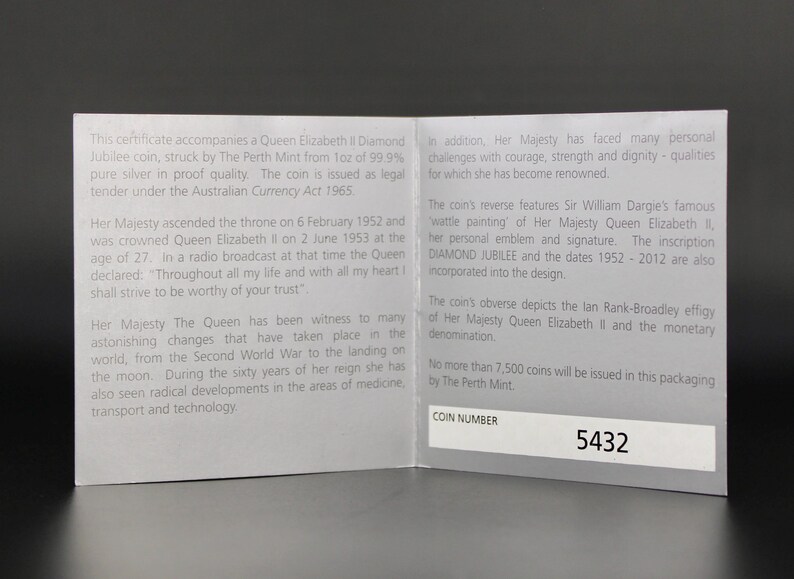 This certificate accompanies a Queen Elizabeth II Diamond
Jubilee coin, struck by The Perth Mint from 1oz of 99.9%
pure silver in proof quality. The coin is issued as legal
tender under the Australian Currency Act 1965.
Her Majesty ascended the throne on 6 February 1952 and
was crowned Queen Elizabeth II on 2 June 1953 at the
age of 27. In a radio broadcast at that time the Queen
declared: "Throughout all my life and with all my heart I
shall strive to be worthy of your trust".
Her Majesty The Queen has been witness to many
astonishing changes that have taken place in the
world, from the Second World War to the landing on
the moon. During the sixty years of her reign she has
also seen radical developments in the areas of medicine,
transport and technology.
In addition, Her Majesty has faced many personal
challenges with courage, strength and dignity - qualities
for which she has become renowned.
The coin's reverse features Sir William Dargie's famous
'wattle painting' of Her Majesty Queen Elizabeth II,
her personal emblem and signature. The inscription
DIAMOND JUBILEE and the dates 1952 - 2012 are also
incorporated into the design.
The coin's obverse depicts the Ian Rank-Broadley effigy
of Her Majesty Queen Elizabeth II and the monetary
denomination.
No more than 7,500 coins will be issued in this packaging
by The Perth Mint.
COIN NUMBER
5432